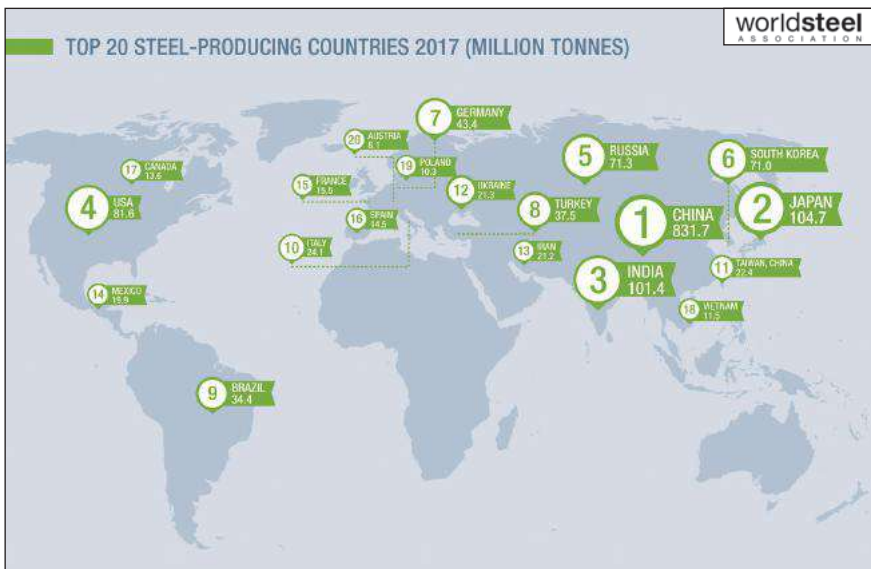 worldsteel
ASSOCIATION
TOP 20 STEEL-PRODUCING COUNTRIES 2017 (MILLION TONNES)
7
GERMANY
43.4
20
AUSTRIA
8.1
19
POLAND
10.3
17
CANADA
13.6
15
FRANCE
15.5
12
UKRAINE
21.3
5
RUSSIA
71.3
6
SOUTH KOREA
71.0
4
USA
81.6
16
SPAIN
14.5
8
TURKEY
37.5
1
CHINA
831.7
2
JAPAN
104.7
10
ITALY
24.1
13
IRAN
21.2
3
INDIA
101.4
11
TAIWAN, CHINA
22.4
14
MEXICO
19.9
18
VIETNAM
11.5
9
BRAZIL
34.4